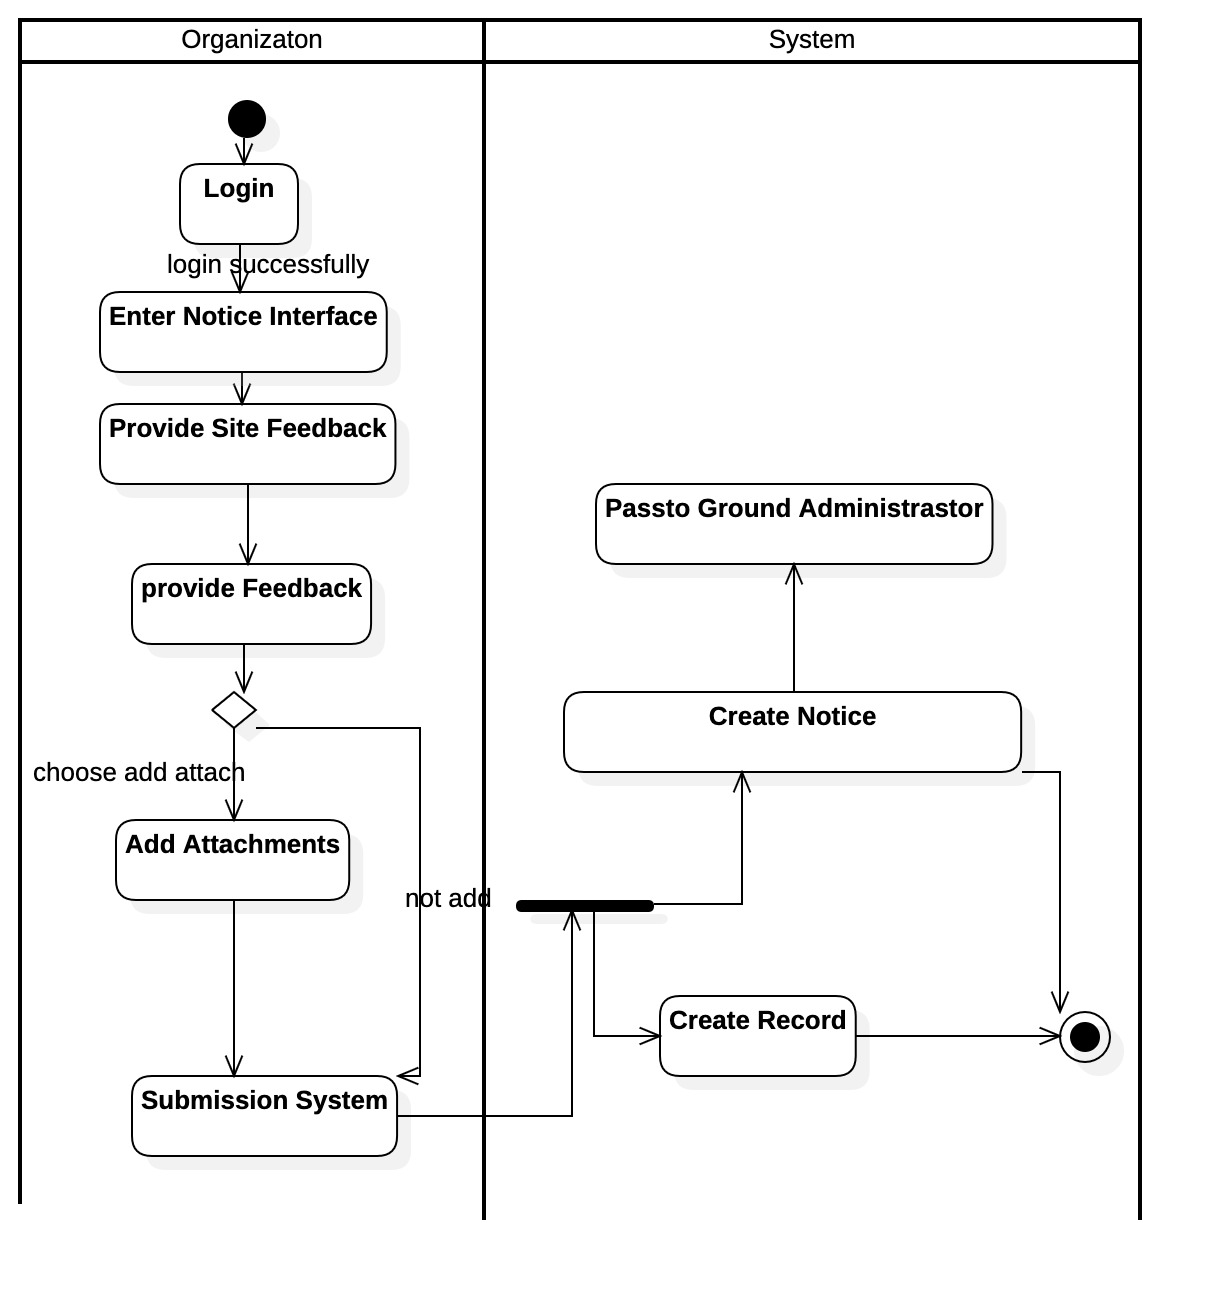 Organizaton
System
Login
login successfully
Enter Notice Interface
Provide Site Feedback
Passto Ground Administrastor
provide Feedback
Create Notice
choose add attach
Add Attachments
not add
Create Record
Submission System